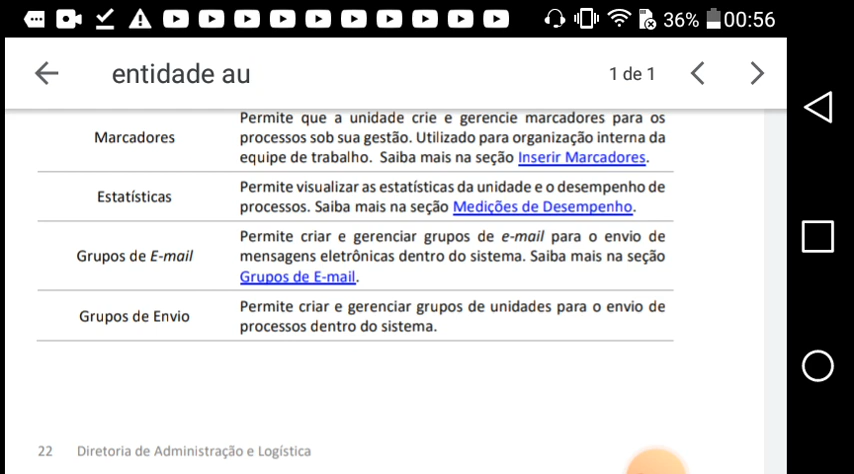 36% 00:56
entidade au
1 de 1
Marcadores
Permite que a unidade crie e gerencie marcadores para os
processos sob sua gestão. Utilizado para organização interna da
equipe de trabalho. Saiba mais na seção Inserir Marcadores.
Estatísticas
Permite visualizar as estatísticas da unidade e o desempenho de
processos. Saiba mais na seção Medições de Desempenho.
Grupos de E-mail
Permite criar e gerenciar grupos de e-mail para o envio de
mensagens eletrônicas dentro do sistema. Saiba mais na seção
Grupos de E-mail.
Grupos de Envio
Permite criar e gerenciar grupos de unidades para o envio de
processos dentro do sistema.
22 Diretoria de Administração e Logística